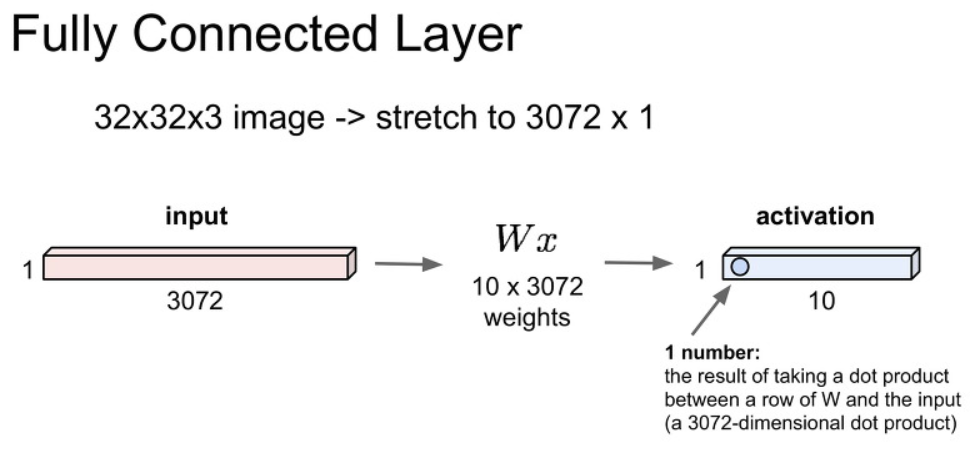 Fully Connected Layer
32x32x3 image -> stretch to 3072 x 1
input
1
3072
Wx
10 x 3072
weights
activation
1
10
1 number:
the result of taking a dot product
between a row of W and the input
(a 3072-dimensional dot product)